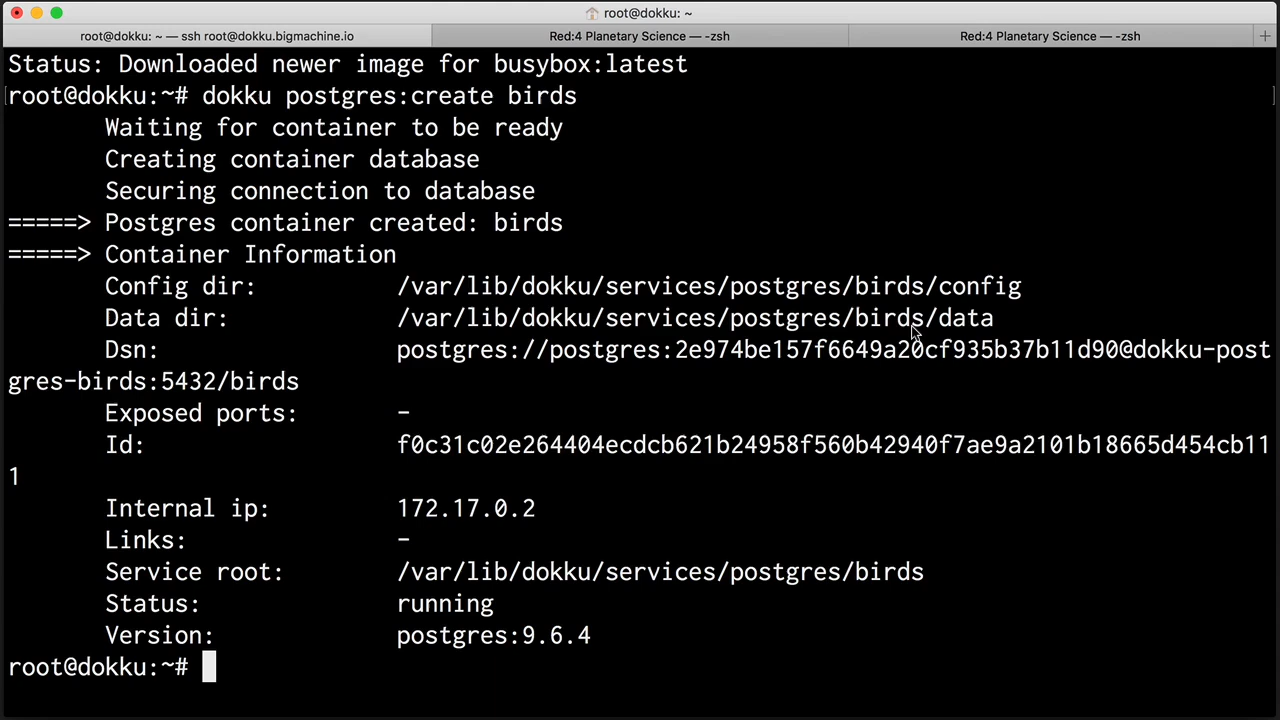 root@dokku: ~
root@dokku: ~ — ssh root@dokku.bigmachine.io
Red:4 Planetary Science — -zsh
Red:4 Planetary Science — -zsh
Status: Downloaded newer image for busybox:latest
root@dokku:~# dokku postgres:create birds
Waiting for container to be ready
Creating container database
Securing connection to database
=====> Postgres container created: birds
=====> Container Information
Config dir: /var/lib/dokku/services/postgres/birds/config
Data dir: /var/lib/dokku/services/postgres/birds/data
Dsn: postgres://postgres:2e974be157f6649a20cf935b37b11d90@dokku-post
gres-birds:5432/birds
Exposed ports: -
Id: f0c31c02e264404ecdcb621b24958f560b42940f7ae9a2101b18665d454cb11
1
Internal ip: 172.17.0.2
Links: -
Service root: /var/lib/dokku/services/postgres/birds
Status: running
Version: postgres:9.6.4
root@dokku:~#